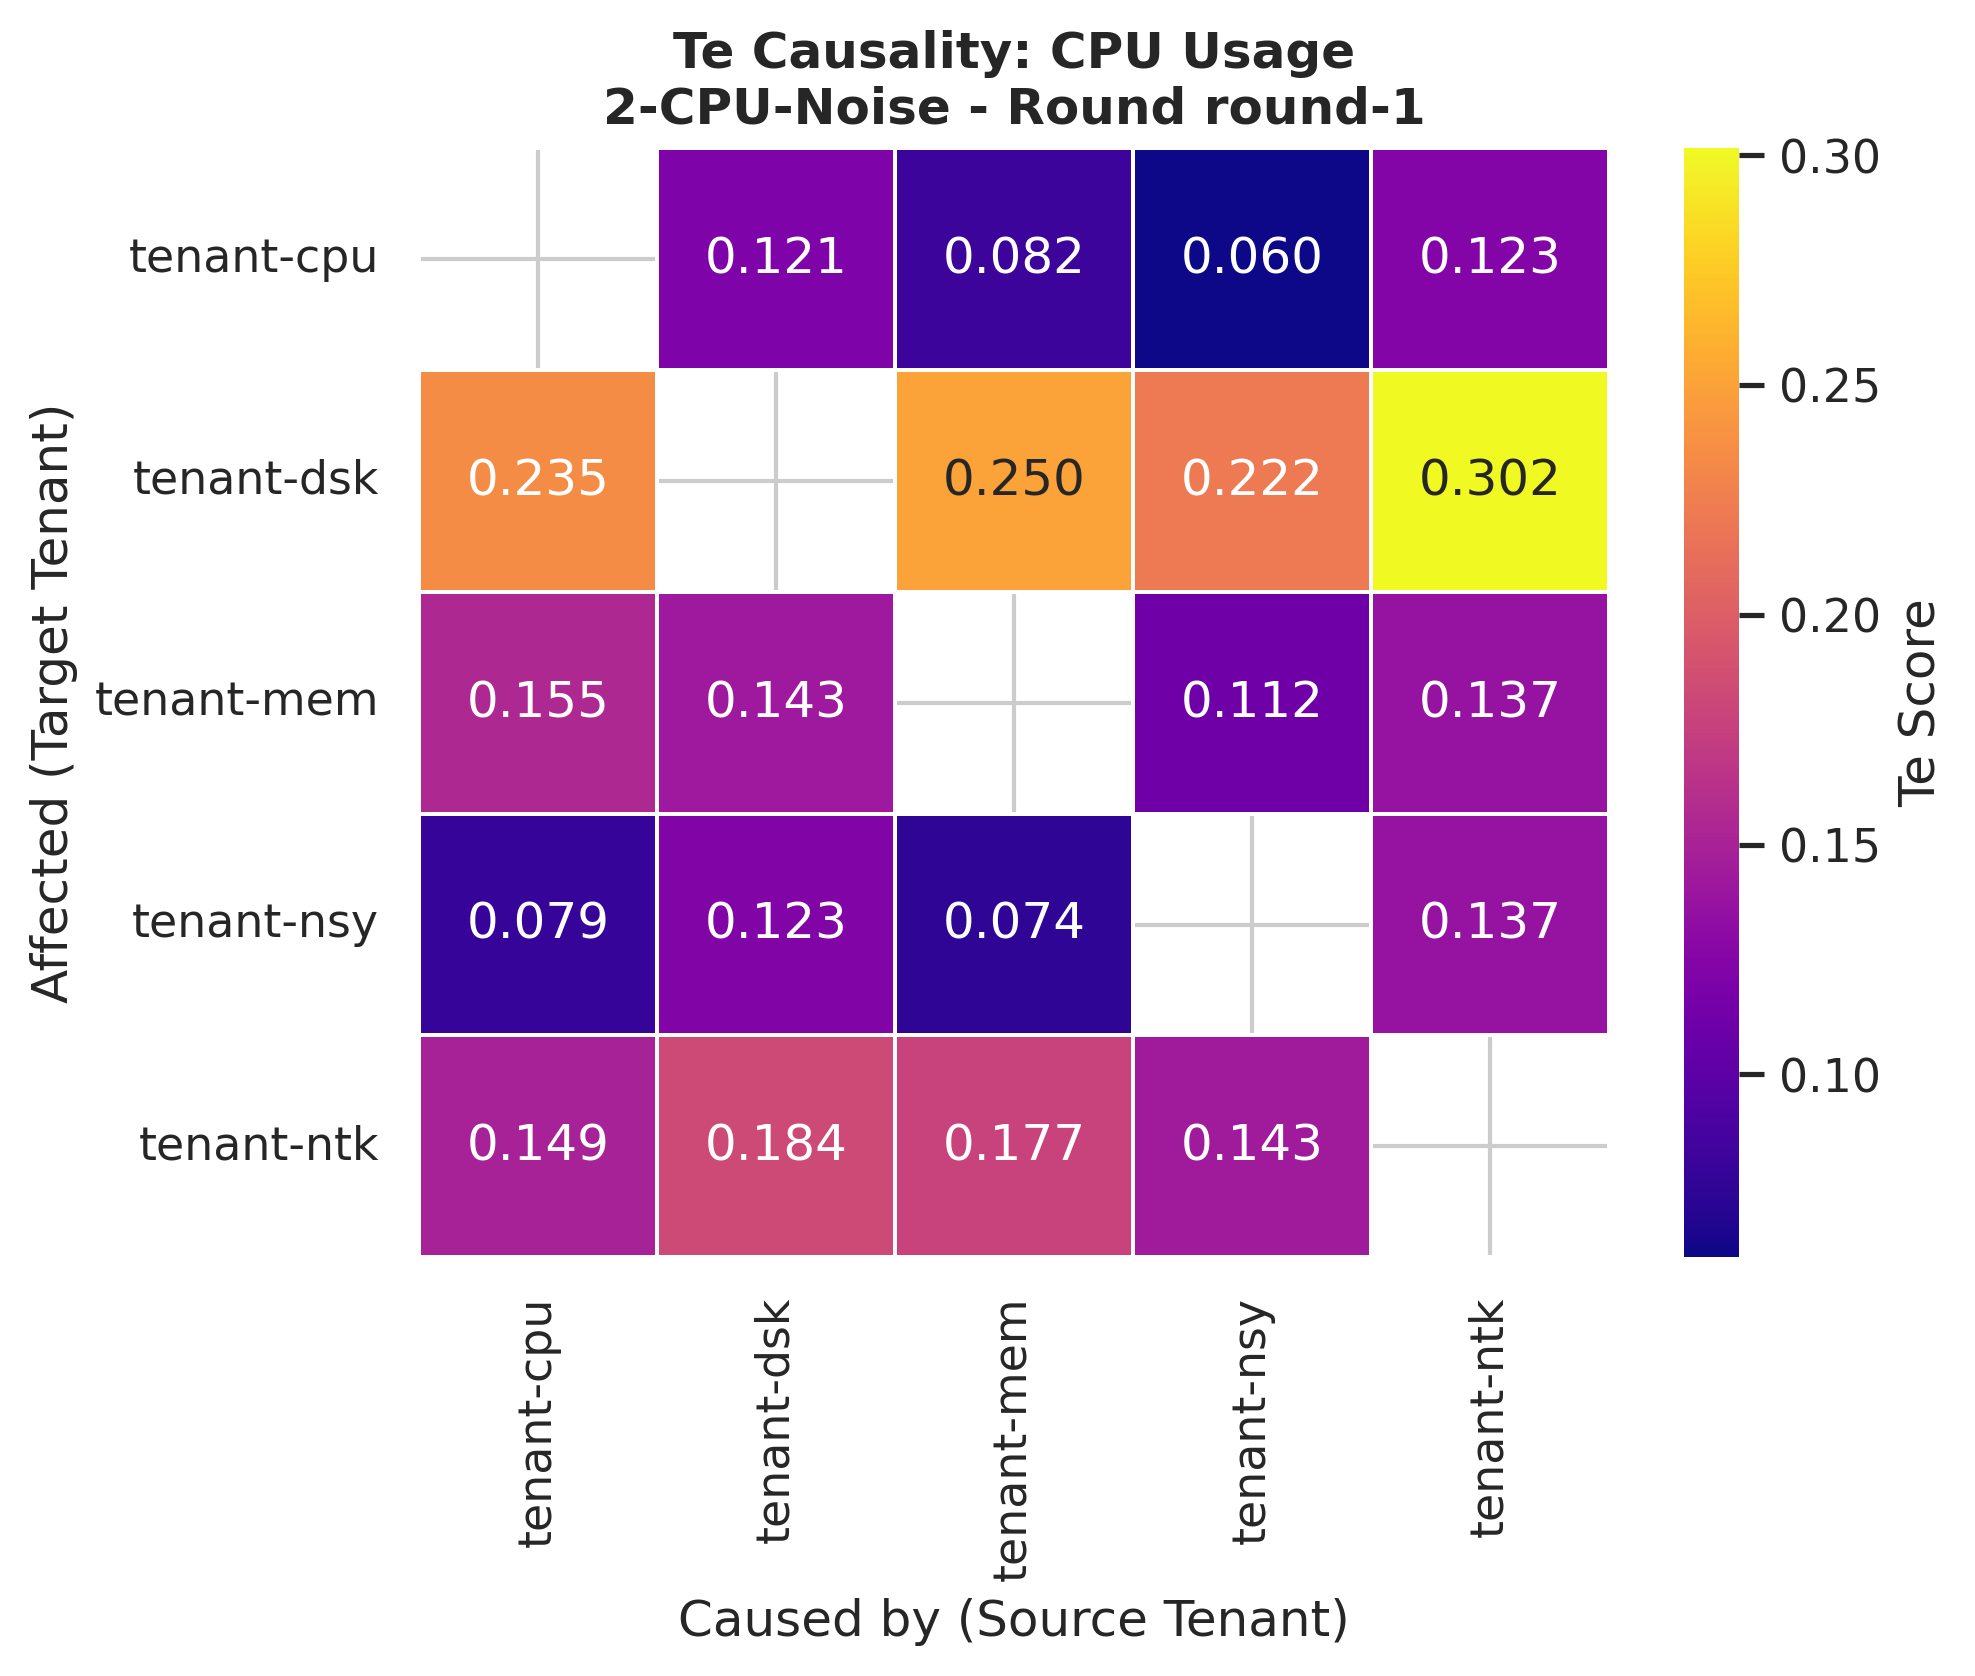 Te Causality: CPU Usage
2-CPU-Noise - Round round-1
tenant-cpu
0.121 0.082 0.060 0.123
tenant-dsk
0.235 0.250 0.222 0.302
tenant-mem
0.155 0.143 0.112 0.137
tenant-nsy
0.079 0.123 0.074 0.137
tenant-ntk
0.149 0.184 0.177 0.143
Affected (Target Tenant)
tenant-cpu
tenant-dsk
tenant-mem
tenant-nsy
tenant-ntk
Caused by (Source Tenant)
0.30
0.25
0.20
0.15
0.10
Te Score